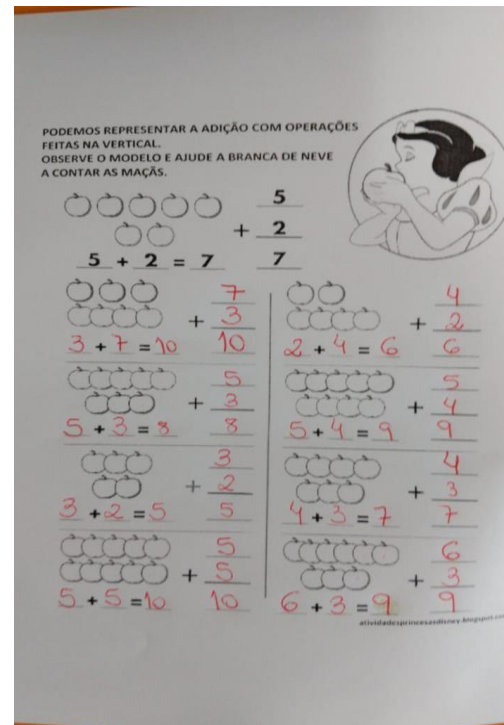 PODEMOS REPRESENTAR A ADIÇÃO COM OPERAÇÕES
FEITAS NA VERTICAL.
OBSERVE O MODELO E AJUDE A BRANCA DE NEVE
A CONTAR AS MAÇÃS.
5
+ 2
5 + 2 = 7
7
7
+ 3
3 + 7 = 10
10
4
+ 2
2 + 4 = 6
6
5
+ 3
5 + 3 = 8
8
5
+ 4
5 + 4 = 9
9
3
+ 2
3 + 2 = 5
5
4
+ 3
4 + 3 = 7
7
5
+ 5
5 + 5 = 10
10
6
+ 3
6 + 3 = 9
9
atividadesprincesasdisney.blogspot.com